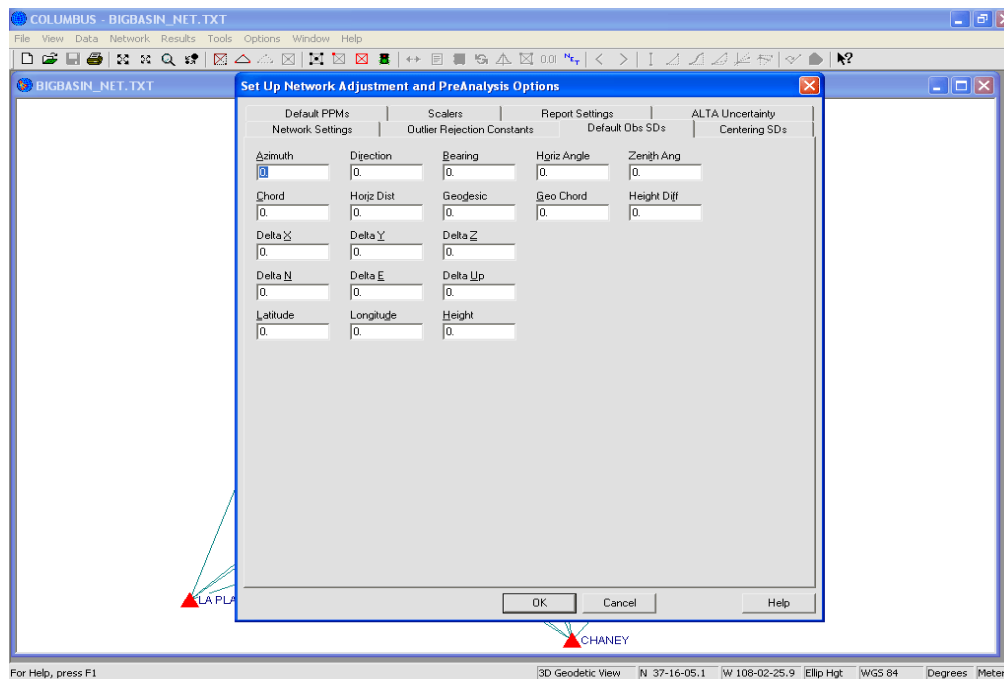 COLUMBUS - BIGBASIN_NET.TXT
File View Data Network Results Tools Options Window Help
0.01 NεT
BIGBASIN_NET.TXT
Set Up Network Adjustment and PreAnalysis Options
Default PPMs Scalers Report Settings ALTA Uncertainty
Network Settings Outlier Rejection Constants Default Obs SDs Centering SDs
Azimuth Direction Bearing Horiz Angle Zenith Ang
0. 0. 0. 0. 0.
Chord Horiz Dist Geodesic Geo Chord Height Diff
0. 0. 0. 0. 0.
Delta X Delta Y Delta Z
0. 0. 0.
Delta N Delta E Delta Up
0. 0. 0.
Latitude Longitude Height
0. 0. 0.
LA PLA
OK Cancel Help
CHANEY
For Help, press F1 3D Geodetic View N 37-16-05.1 W 108-02-25.9 Ellip Hgt WGS 84 Degrees Meter